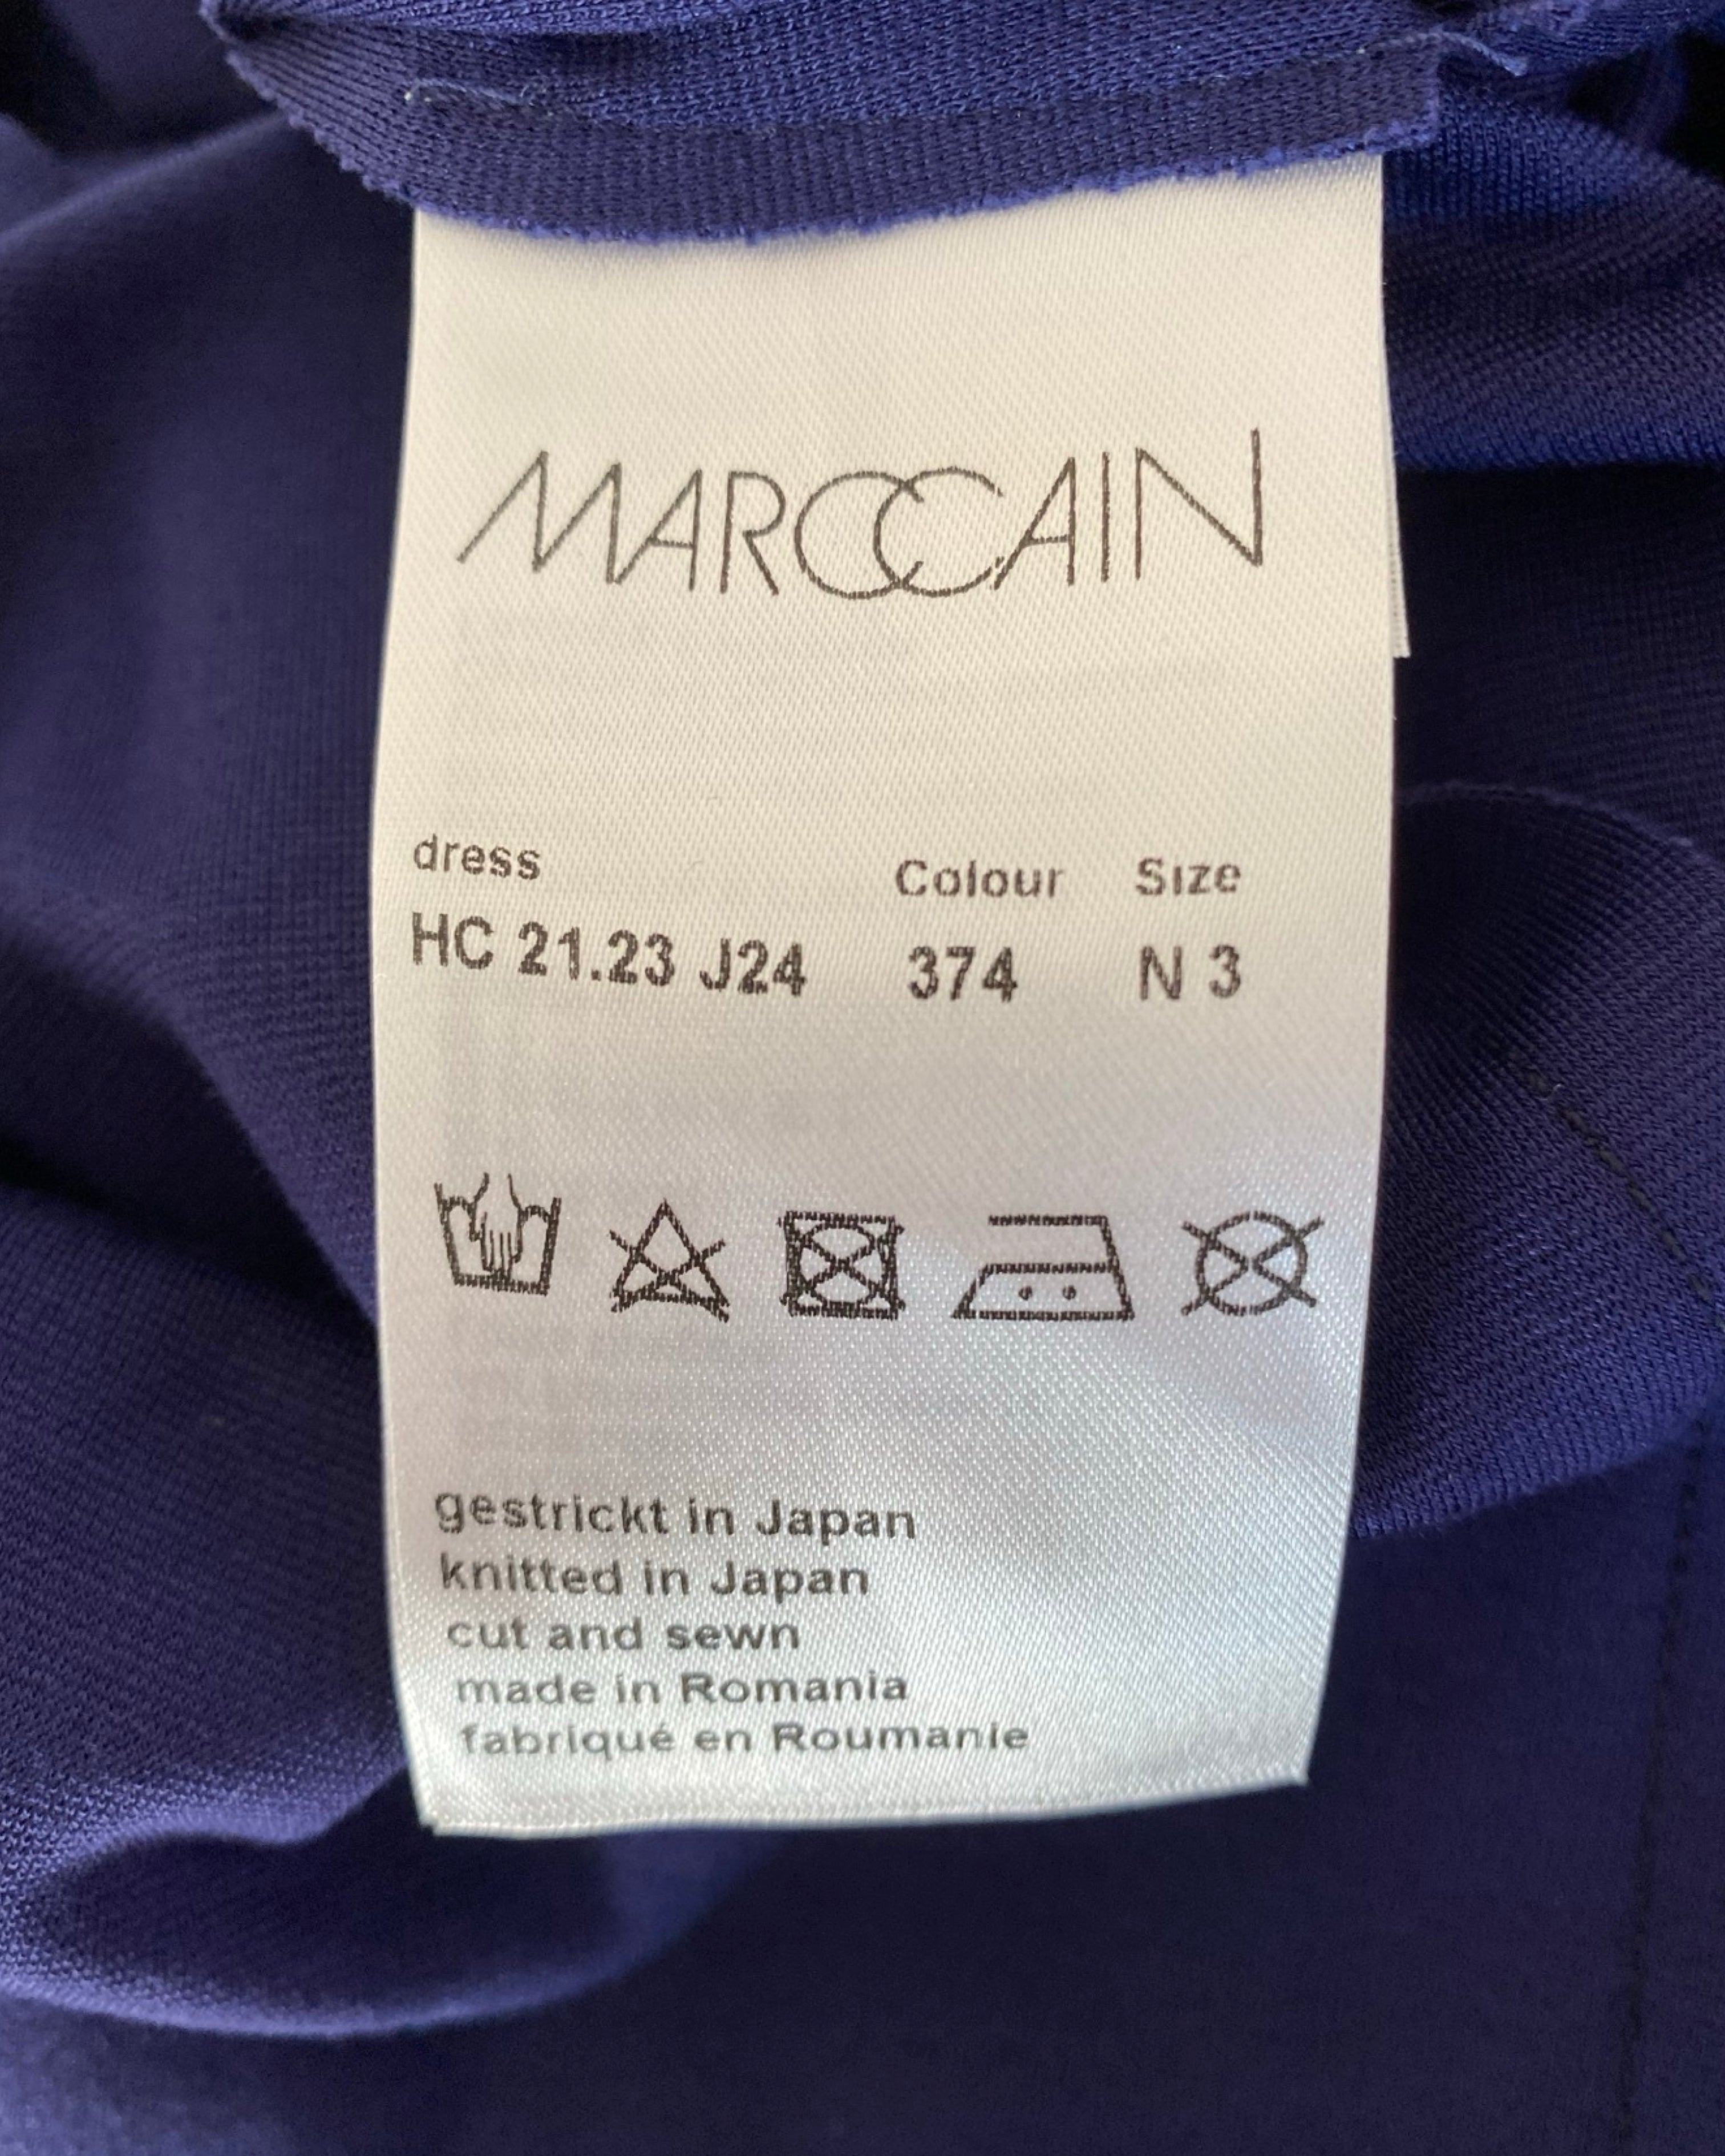 MARCCAIN
dress Colour Size
HC 21.23 J24 374 N 3
gestrickt in Japan
knitted in Japan
cut and sewn
made in Romania
fabriqué en Roumanie